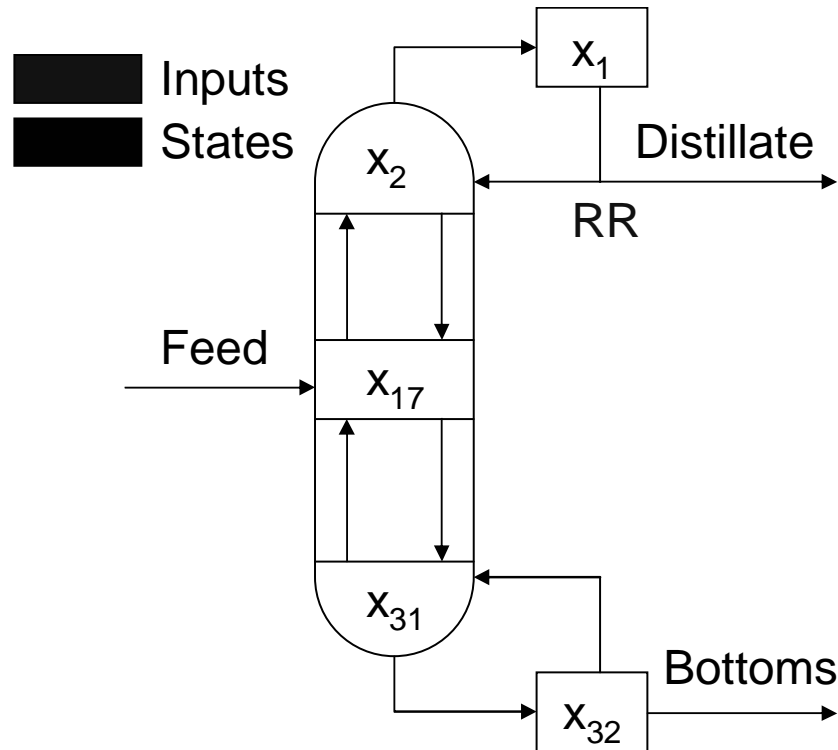 x₁
Inputs
States
Distillate
x₂
RR
Feed
x₁₇
x₃₁
Bottoms
x₃₂